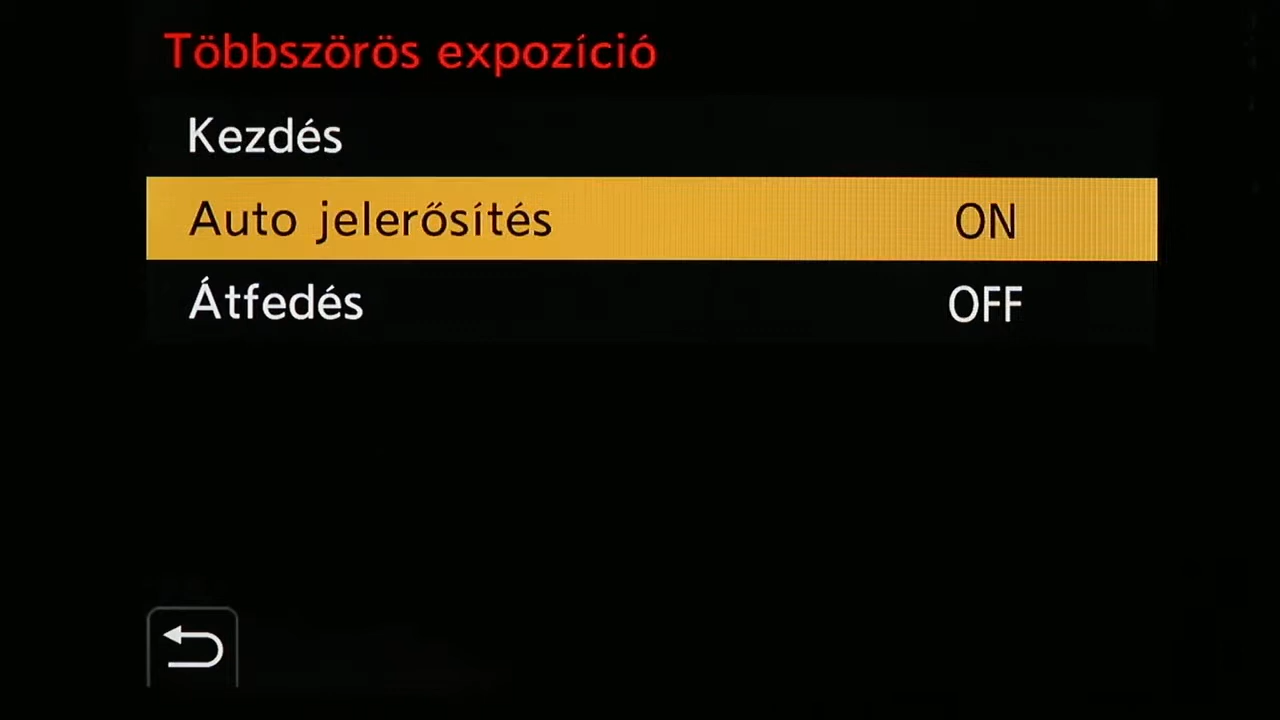 Többszörös expozíció
Kezdés
Auto jelerősítés ON
Átfedés OFF